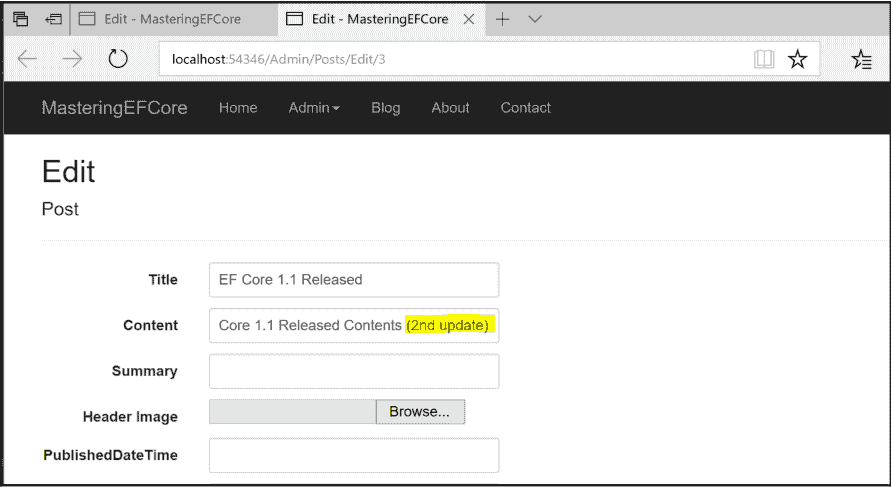 Edit - MasteringEFCore
Edit - MasteringEFCore
localhost:54346/Admin/Posts/Edit/3
MasteringEFCore Home Admin Blog About Contact
Edit
Post
Title EF Core 1.1 Released
Content Core 1.1 Released Contents (2nd update)
Summary
Header Image Browse...
PublishedDateTime